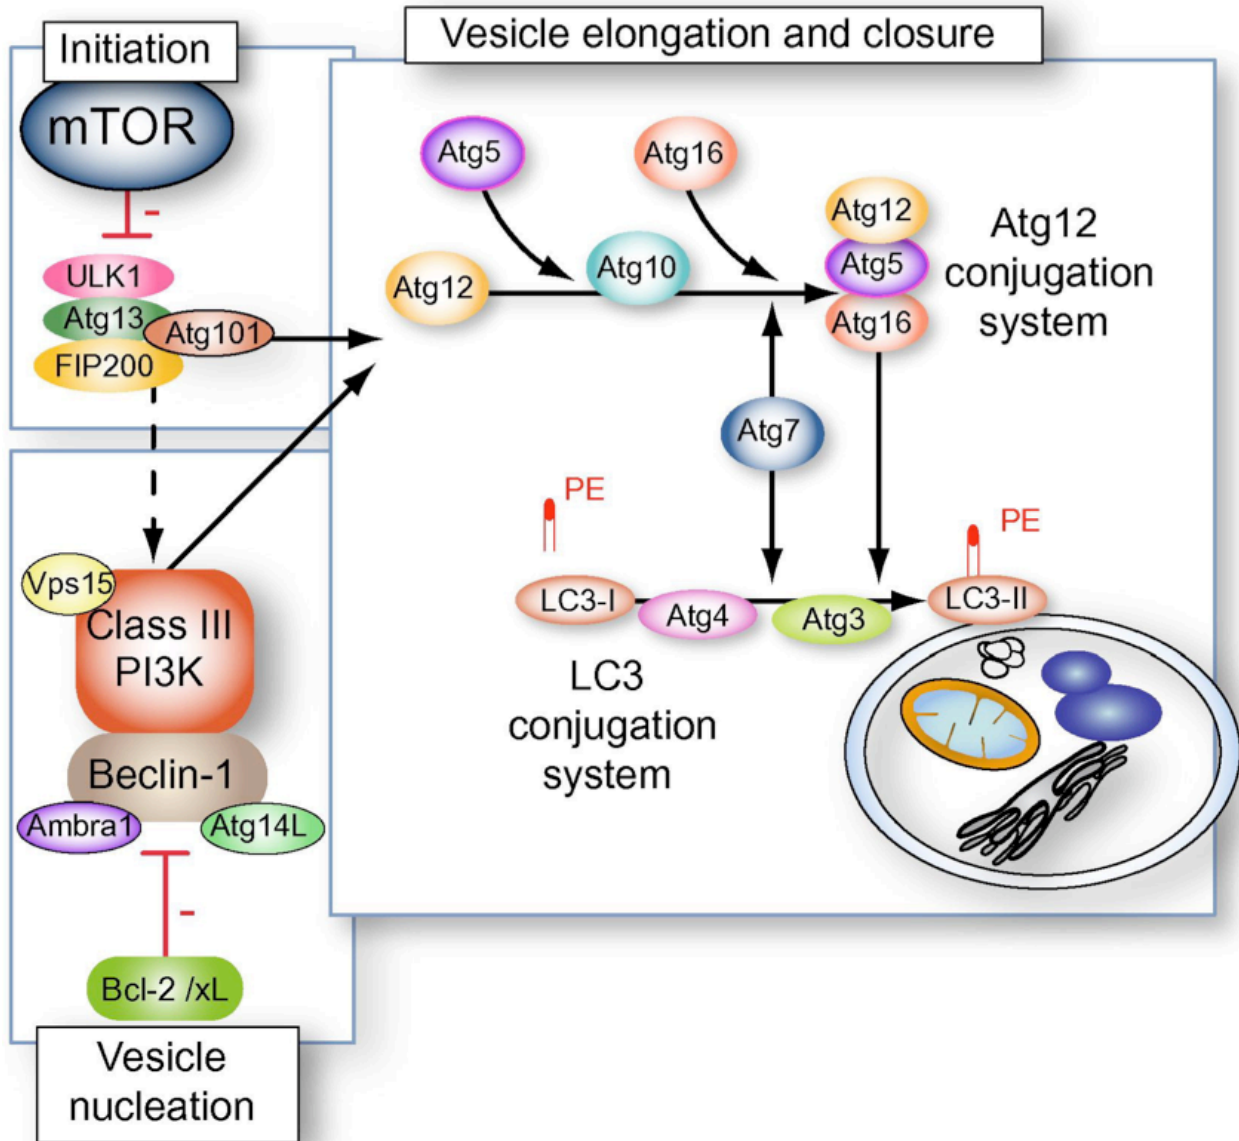 Initiation
mTOR
-
ULK1
Atg13
Atg101
FIP200
Vps15
Class III
PI3K
Beclin-1
Ambra1
Atg14L
-
Bcl-2 /xL
Vesicle
nucleation
Vesicle elongation and closure
Atg5
Atg16
Atg12
Atg10
Atg12
Atg5
Atg16
Atg12
conjugation
system
Atg7
PE
PE
LC3-I
Atg4
Atg3
LC3-II
LC3
conjugation
system